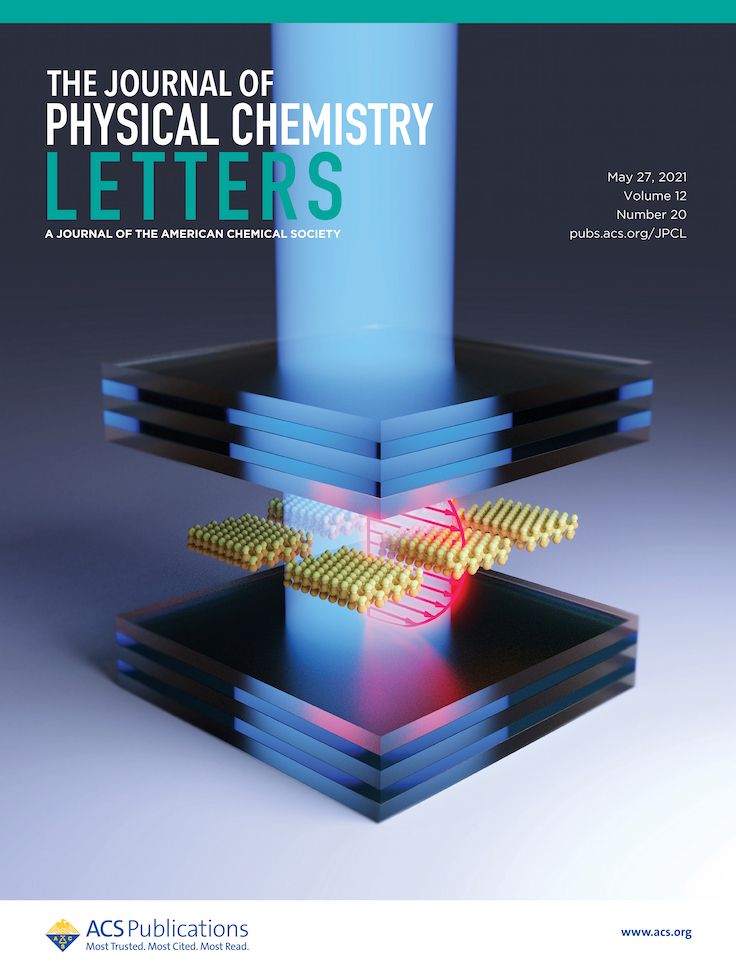 THE JOURNAL OF
PHYSICAL CHEMISTRY
LETTERS
A JOURNAL OF THE AMERICAN CHEMICAL SOCIETY
May 27, 2021
Volume 12
Number 20
pubs.acs.org/JPCL
ACS Publications
Most Trusted. Most Cited. Most Read.
www.acs.org